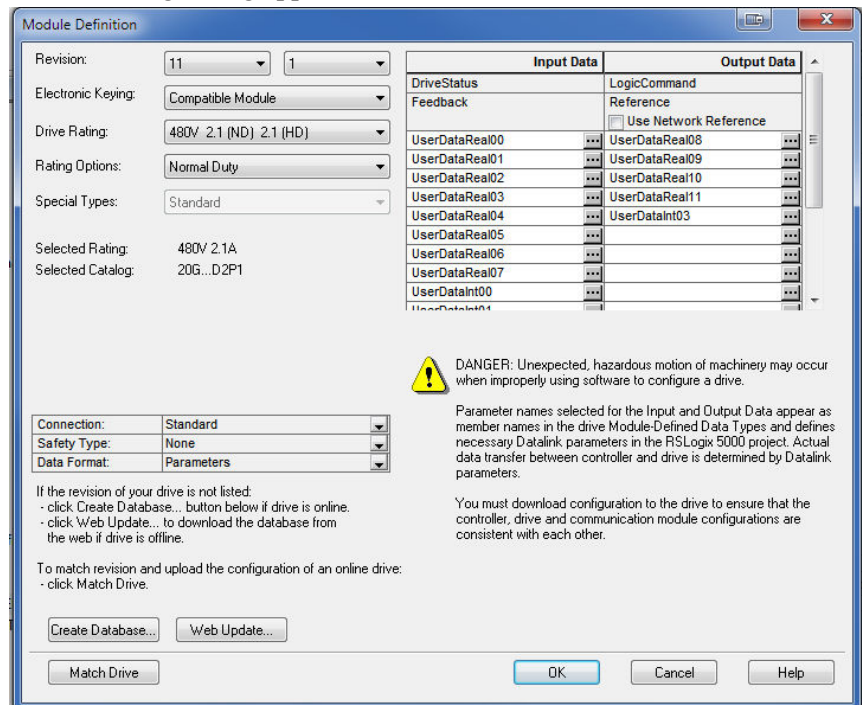 Module Definition
Revision: 11 1
Electronic Keying: Compatible Module
Drive Rating: 480V 2.1 (ND) 2.1 (HD)
Rating Options: Normal Duty
Special Types: Standard
Selected Rating: 480V 2.1A
Selected Catalog: 20G...D2P1
Input Data Output Data
DriveStatus LogicCommand
Feedback Reference
Use Network Reference
UserDataReal00 ... UserDataReal08 ...
UserDataReal01 ... UserDataReal09 ...
UserDataReal02 ... UserDataReal10 ...
UserDataReal03 ... UserDataReal11 ...
UserDataReal04 ... UserDataInt03 ...
UserDataReal05 ... ...
UserDataReal06 ... ...
UserDataReal07 ... ...
UserDataInt00 ... ...
UserDataInt01
DANGER: Unexpected, hazardous motion of machinery may occur
when improperly using software to configure a drive.
Parameter names selected for the Input and Output Data appear as
member names in the drive Module-Defined Data Types and defines
necessary Datalink parameters in the RSLogix 5000 project. Actual
data transfer between controller and drive is determined by Datalink
parameters.
You must download configuration to the drive to ensure that the
controller, drive and communication module configurations are
consistent with each other.
Connection: Standard
Safety Type: None
Data Format: Parameters
If the revision of your drive is not listed:
- click Create Database... button below if drive is online.
- click Web Update... to download the database from
the web if drive is offline.
To match revision and upload the configuration of an online drive:
- click Match Drive.
Create Database... Web Update...
Match Drive OK Cancel Help